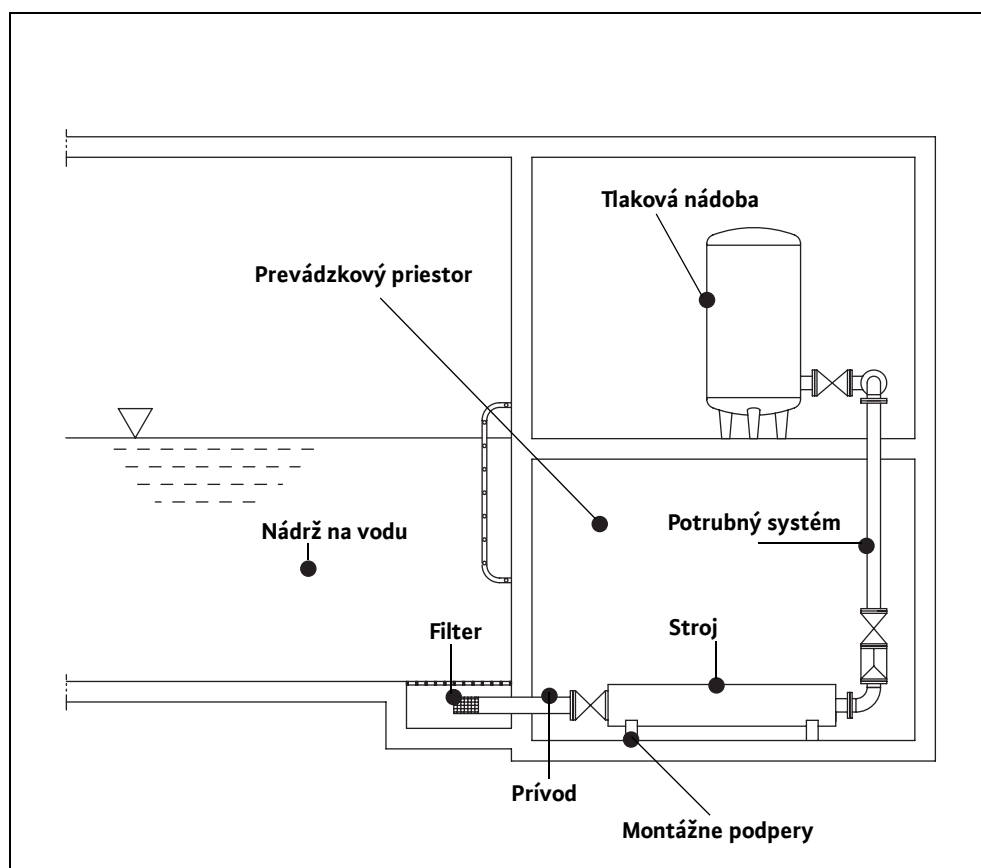 Tlaková nádoba
Prevádzkový priestor
Nádrž na vodu
Potrubný systém
Filter
Stroj
Prívod
Montážne podpery